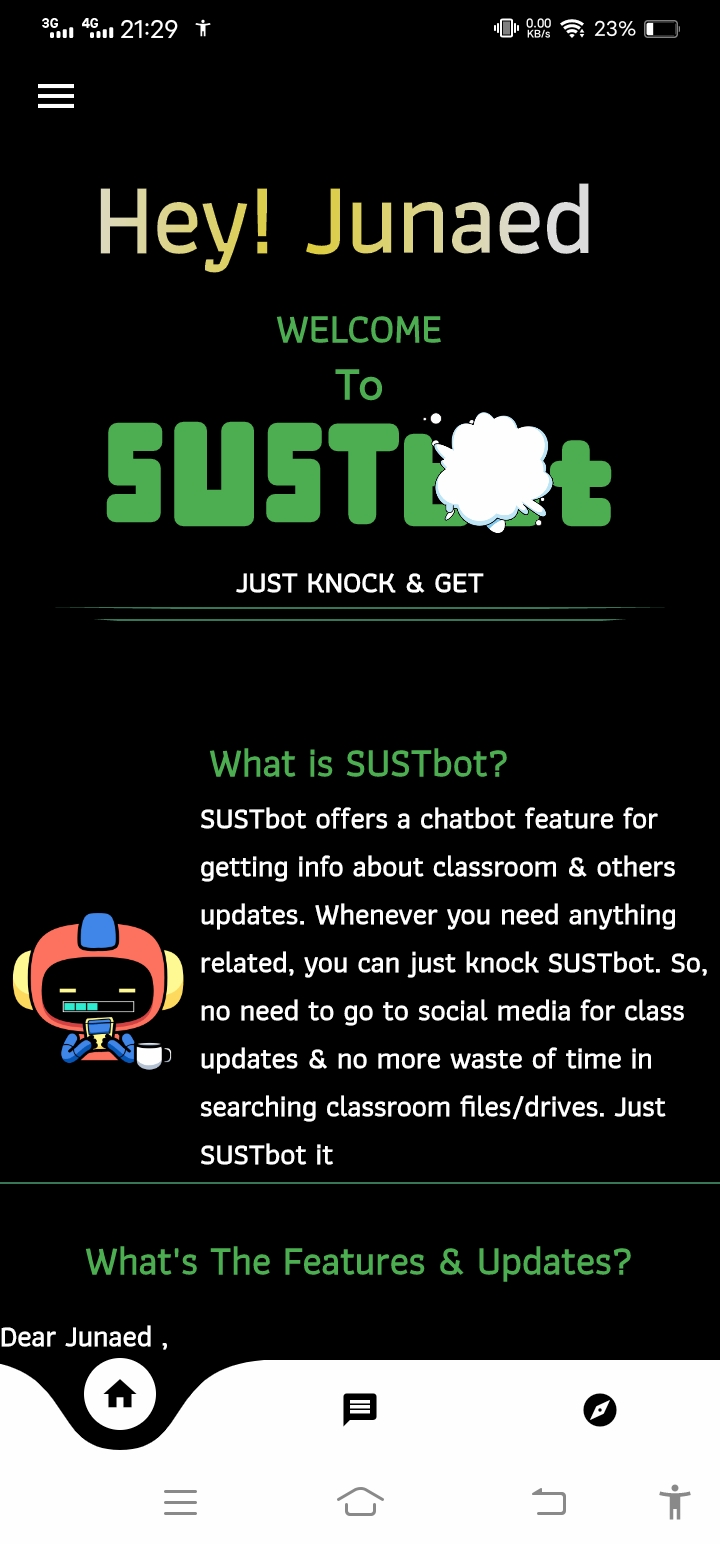 3G 4G 21:29 0.00 KB/s 23%
Hey! Junaed
WELCOME
To
SUSTbot
JUST KNOCK & GET
What is SUSTbot?
SUSTbot offers a chatbot feature for
getting info about classroom & others
updates. Whenever you need anything
related, you can just knock SUSTbot. So,
no need to go to social media for class
updates & no more waste of time in
searching classroom files/drives. Just
SUSTbot it
What's The Features & Updates?
Dear Junaed ,